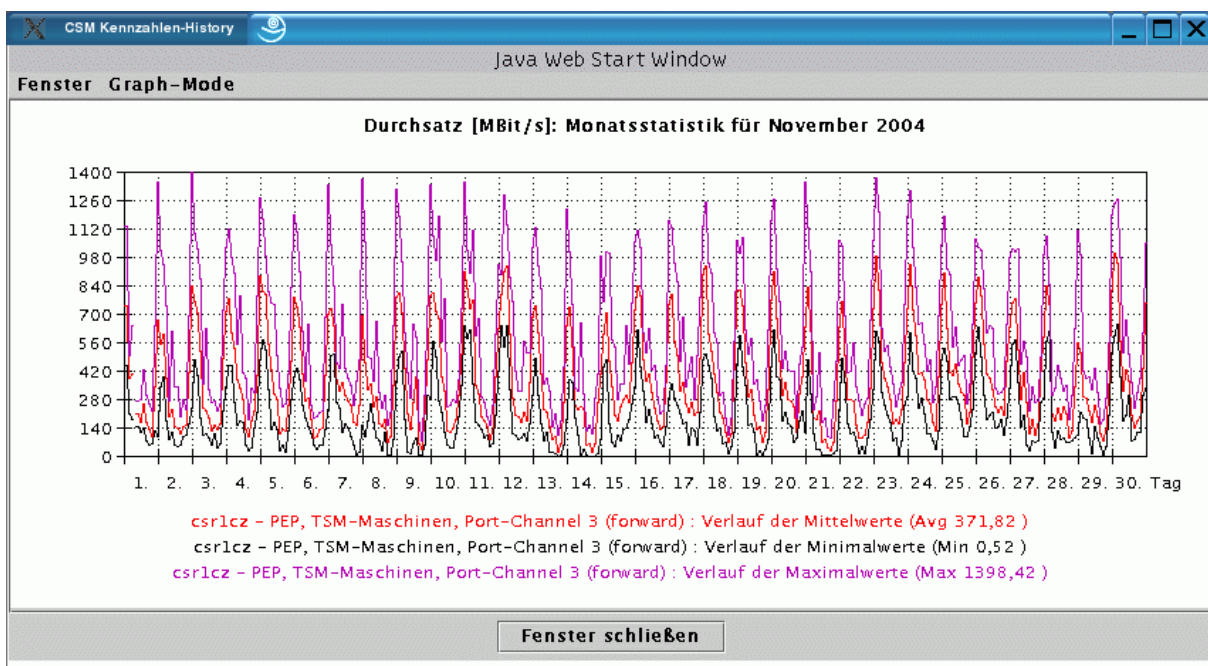 CSM Kennzahlen-History
Java Web Start Window
Fenster Graph-Mode
Durchsatz [MBit/s]: Monatsstatistik für November 2004
1400
1260
1120
980
840
700
560
420
280
140
0
1. 2. 3. 4. 5. 6. 7. 8. 9. 10. 11. 12. 13. 14. 15. 16. 17. 18. 19. 20. 21. 22. 23. 24. 25. 26. 27. 28. 29. 30. Tag
csr1cz - PEP, TSM-Maschinen, Port-Channel 3 (forward) : Verlauf der Mittelwerte (Avg 371,82 )
csr1cz - PEP, TSM-Maschinen, Port-Channel 3 (forward) : Verlauf der Minimalwerte (Min 0,52 )
csr1cz - PEP, TSM-Maschinen, Port-Channel 3 (forward) : Verlauf der Maximalwerte (Max 1398,42 )
Fenster schließen